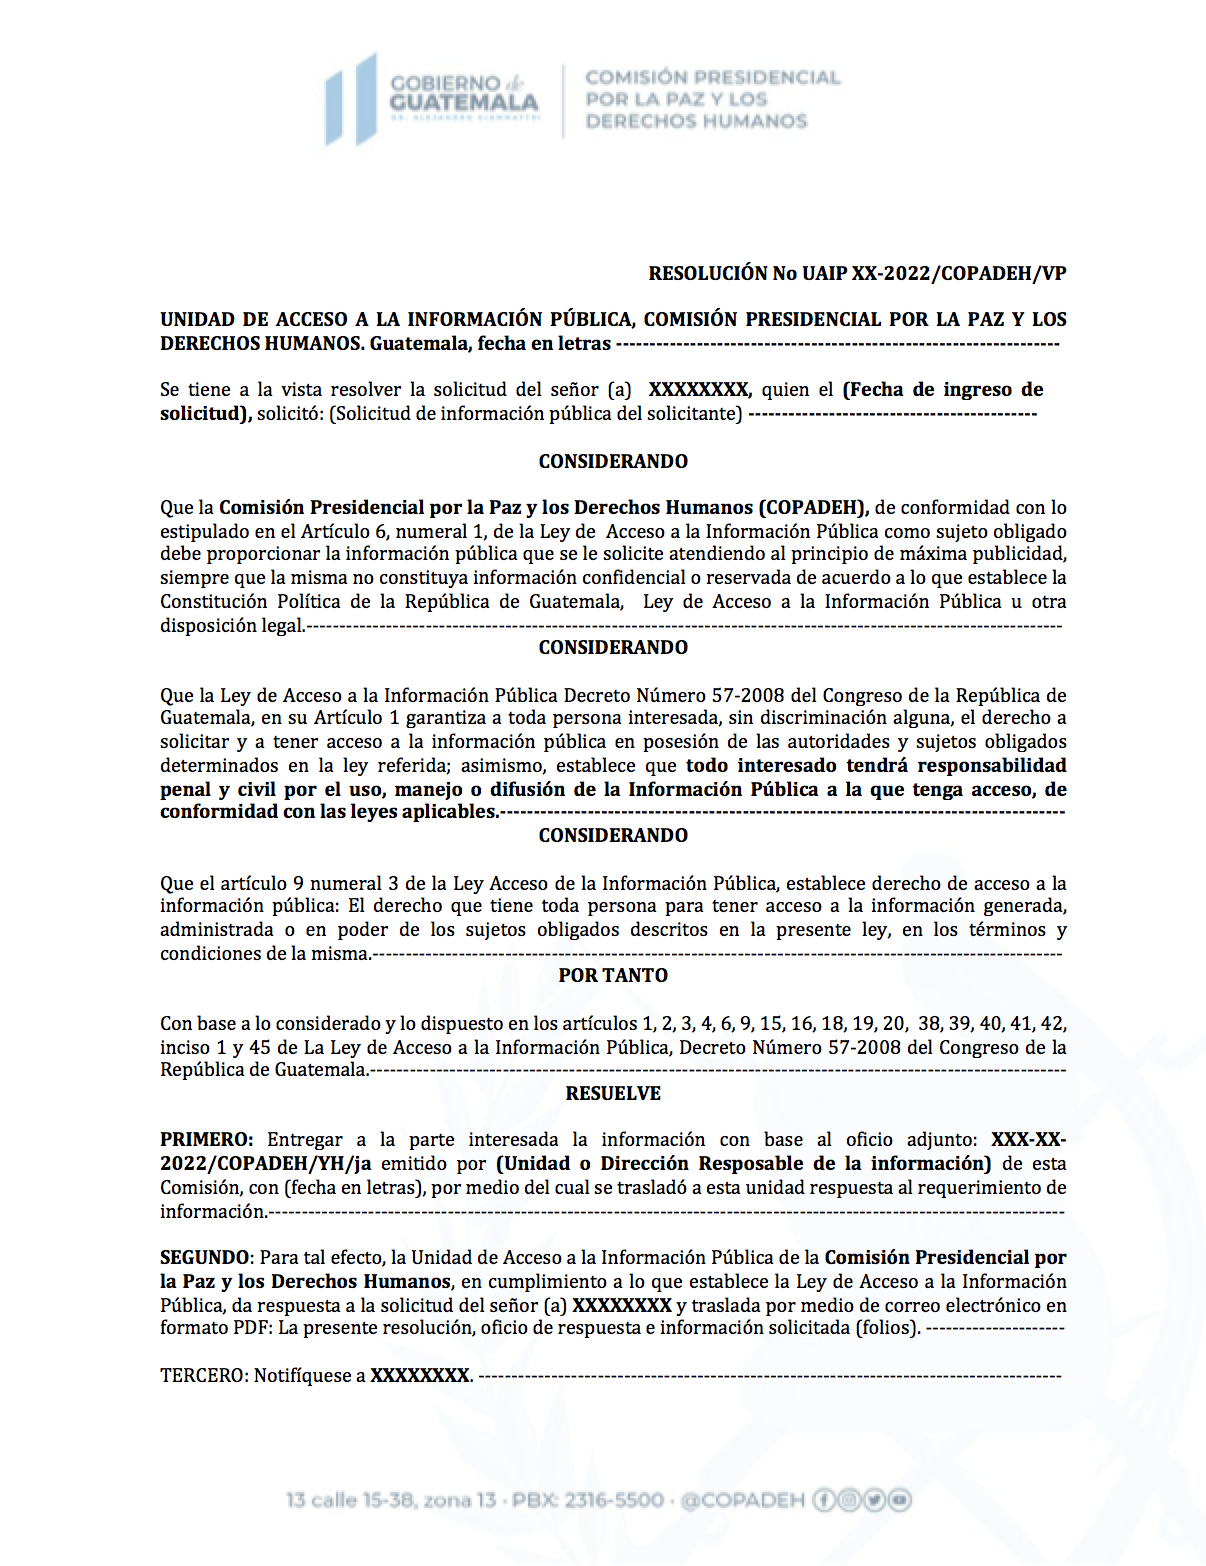 GOBIERNO de
GUATEMALA
DR. ALEJANDRO GIAMMATTEI
COMISIÓN PRESIDENCIAL
POR LA PAZ Y LOS
DERECHOS HUMANOS
RESOLUCIÓN No UAIP XX-2022/COPADEH/VP
UNIDAD DE ACCESO A LA INFORMACIÓN PÚBLICA, COMISIÓN PRESIDENCIAL POR LA PAZ Y LOS
DERECHOS HUMANOS. Guatemala, fecha en letras -------------------------------------------------------------------
Se tiene a la vista resolver la solicitud del señor (a) XXXXXXXX, quien el (Fecha de ingreso de
solicitud), solicitó: (Solicitud de información pública del solicitante) -------------------------------------------
CONSIDERANDO
Que la Comisión Presidencial por la Paz y los Derechos Humanos (COPADEH), de conformidad con lo
estipulado en el Artículo 6, numeral 1, de la Ley de Acceso a la Información Pública como sujeto obligado
debe proporcionar la información pública que se le solicite atendiendo al principio de máxima publicidad,
siempre que la misma no constituya información confidencial o reservada de acuerdo a lo que establece la
Constitución Política de la República de Guatemala, Ley de Acceso a la Información Pública u otra
disposición legal.------------------------------------------------------------------------------------------------------------------
CONSIDERANDO
Que la Ley de Acceso a la Información Pública Decreto Número 57-2008 del Congreso de la República de
Guatemala, en su Artículo 1 garantiza a toda persona interesada, sin discriminación alguna, el derecho a
solicitar y a tener acceso a la información pública en posesión de las autoridades y sujetos obligados
determinados en la ley referida; asimismo, establece que todo interesado tendrá responsabilidad
penal y civil por el uso, manejo o difusión de la Información Pública a la que tenga acceso, de
conformidad con las leyes aplicables.-------------------------------------------------------------------------------------
CONSIDERANDO
Que el artículo 9 numeral 3 de la Ley Acceso de la Información Pública, establece derecho de acceso a la
información pública: El derecho que tiene toda persona para tener acceso a la información generada,
administrada o en poder de los sujetos obligados descritos en la presente ley, en los términos y
condiciones de la misma.--------------------------------------------------------------------------------------------------------
POR TANTO
Con base a lo considerado y lo dispuesto en los artículos 1, 2, 3, 4, 6, 9, 15, 16, 18, 19, 20, 38, 39, 40, 41, 42,
inciso 1 y 45 de La Ley de Acceso a la Información Pública, Decreto Número 57-2008 del Congreso de la
República de Guatemala.---------------------------------------------------------------------------------------------------------
RESUELVE
PRIMERO: Entregar a la parte interesada la información con base al oficio adjunto: XXX-XX-
2022/COPADEH/YH/ja emitido por (Unidad o Dirección Resposable de la información) de esta
Comisión, con (fecha en letras), por medio del cual se trasladó a esta unidad respuesta al requerimiento de
información.------------------------------------------------------------------------------------------------------------------------
SEGUNDO: Para tal efecto, la Unidad de Acceso a la Información Pública de la Comisión Presidencial por
la Paz y los Derechos Humanos, en cumplimiento a lo que establece la Ley de Acceso a la Información
Pública, da respuesta a la solicitud del señor (a) XXXXXXXX y traslada por medio de correo electrónico en
formato PDF: La presente resolución, oficio de respuesta e información solicitada (folios). ---------------------
TERCERO: Notifíquese a XXXXXXXX. ----------------------------------------------------------------------------------------
13 calle 15-38, zona 13 · PBX: 2316-5500 · @COPADEH